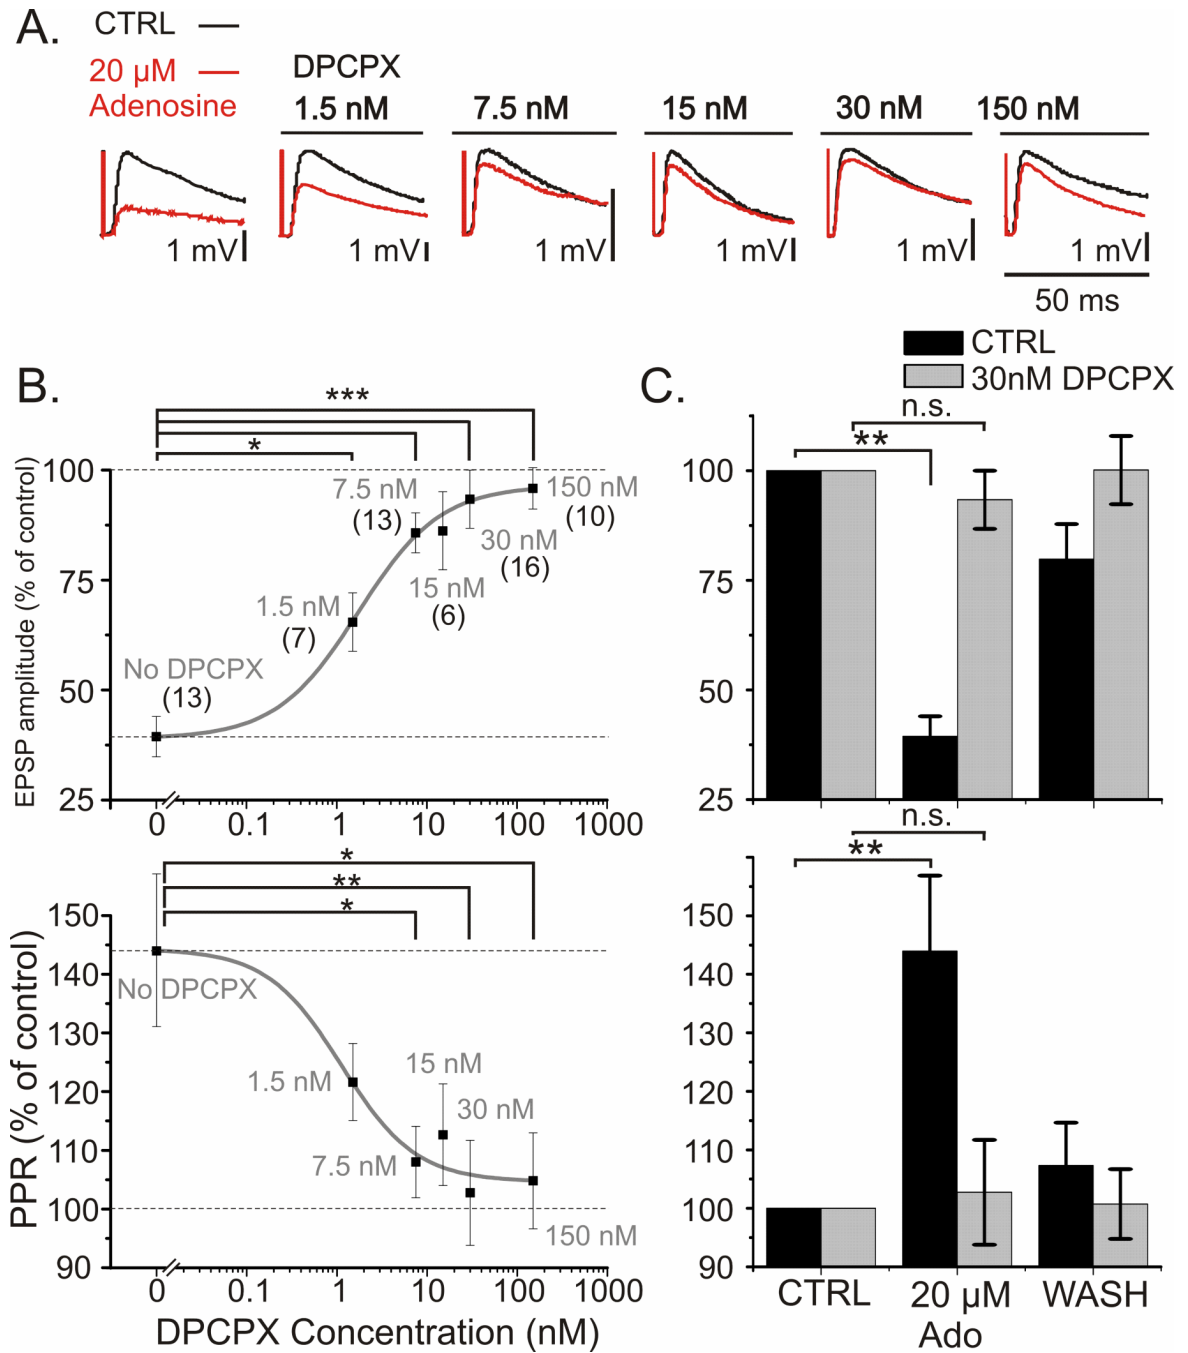 A.
CTRL
20 µM
Adenosine
DPCPX
1.5 nM
7.5 nM
15 nM
30 nM
150 nM
1 mV
1 mV
1 mV
1 mV
1 mV
1 mV
50 ms
B.
***
*
EPSP amplitude (% of control)
100
75
50
25
No DPCPX
(13)
1.5 nM
(7)
7.5 nM
(13)
15 nM
(6)
30 nM
(16)
150 nM
(10)
0
0.1
1
10
100
1000
*
**
*
PPR (% of control)
150
140
130
120
110
100
90
No DPCPX
1.5 nM
7.5 nM
15 nM
30 nM
150 nM
0
0.1
1
10
100
1000
DPCPX Concentration (nM)
C.
CTRL
30nM DPCPX
n.s.
**
100
75
50
25
n.s.
**
150
140
130
120
110
100
90
CTRL
20 µM
Ado
WASH